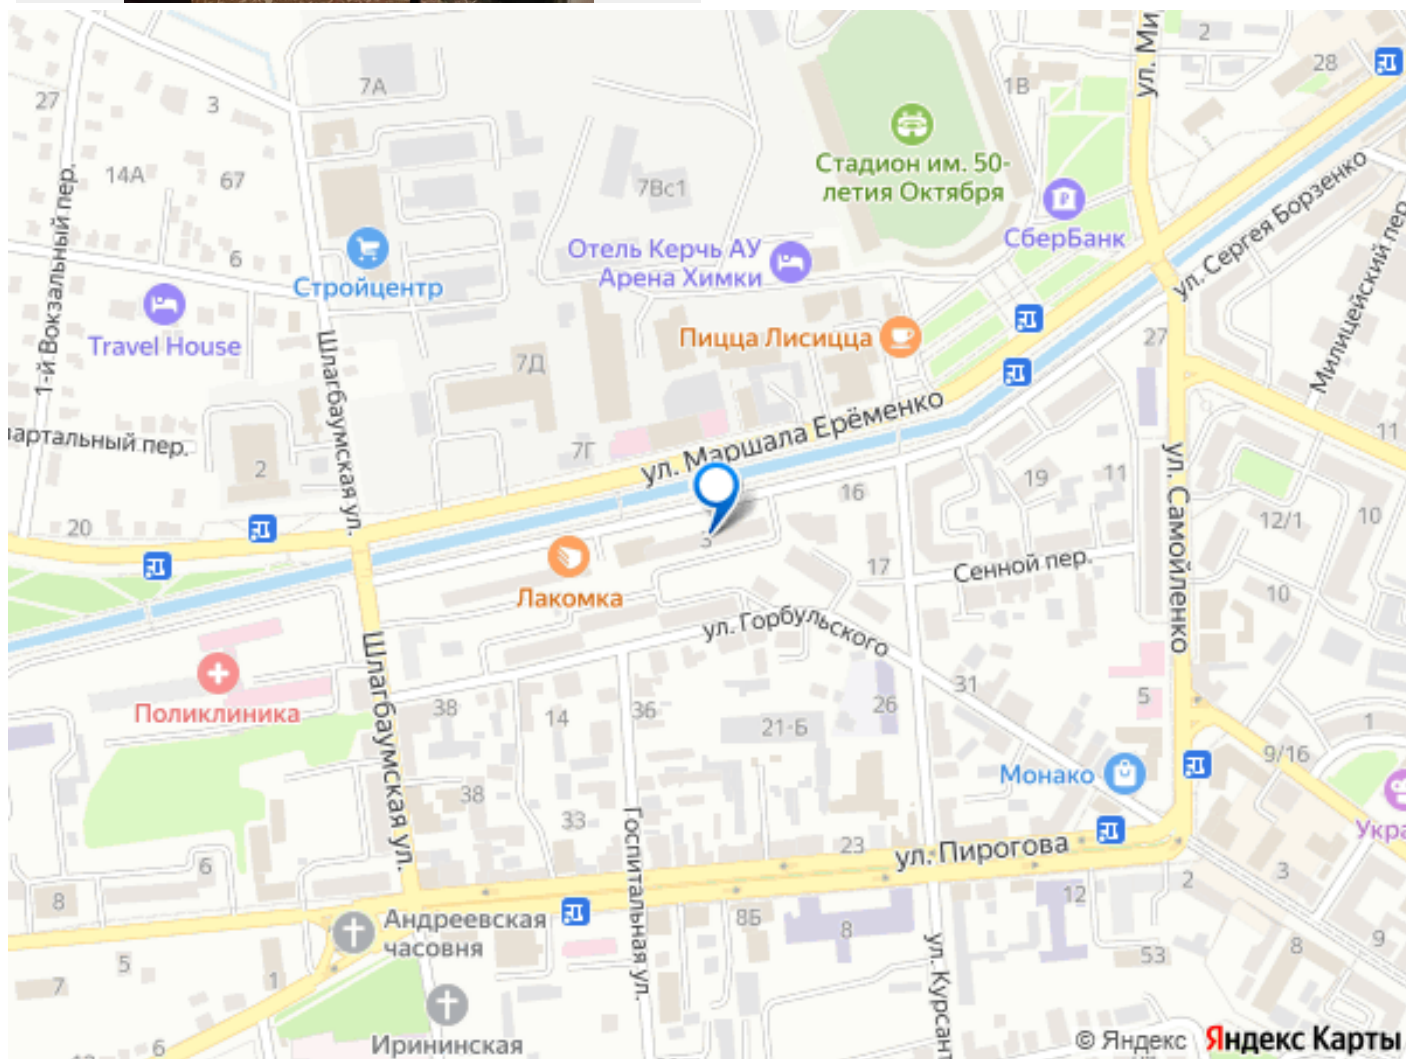 ул. Ми
2
28
7А
27
3
1В
Стадион им. 50-
летия Октября
14А
67
7Вс1
1-й Вокзальный пер.
СберБанк
ул. Сергея Борзенко
Милицейский пер.
6
Отель Керчь АУ
Арена Химки
Стройцентр
Travel House
Шлагбаумская ул.
Пицца Лисицца
27
7Д
ул. Маршала Ерёменко
11
вартальный пер.
2
7Г
ул. Самойленко
19
11
16
12/1
10
20
3
17
Сенной пер.
10
Лакомка
ул. Горбульского
Шлагбаумская ул.
Поликлиника
38
14
36
31
26
5
21-Б
1
9/16
Монако
38
33
Госпитальная ул.
23
ул. Пирогова
Укра
6
8
12
2
3
Андреевская
часовня
8Б
8
ул. Курсант
53
8
9
5
7
1
6
Ирининская
© Яндекс Яндекс Карты